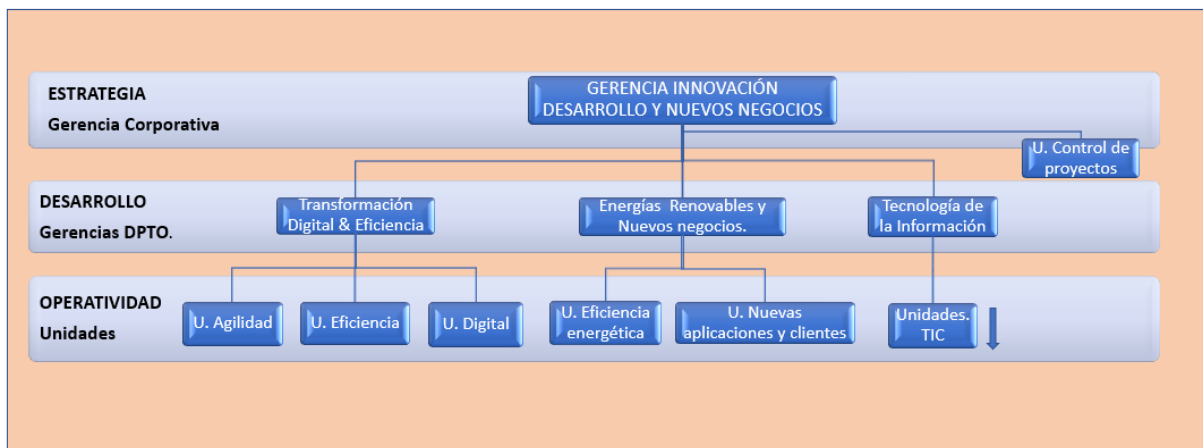 ESTRATEGIA
Gerencia Corporativa
GERENCIA INNOVACIÓN
DESARROLLO Y NUEVOS NEGOCIOS
U. Control de
proyectos
DESARROLLO
Gerencias DPTO.
Transformación
Digital & Eficiencia
Energías Renovables y
Nuevos negocios.
Tecnología de
la Información
OPERATIVIDAD
Unidades
U. Agilidad
U. Eficiencia
U. Digital
U. Eficiencia
energética
U. Nuevas
aplicaciones y clientes
Unidades.
TIC